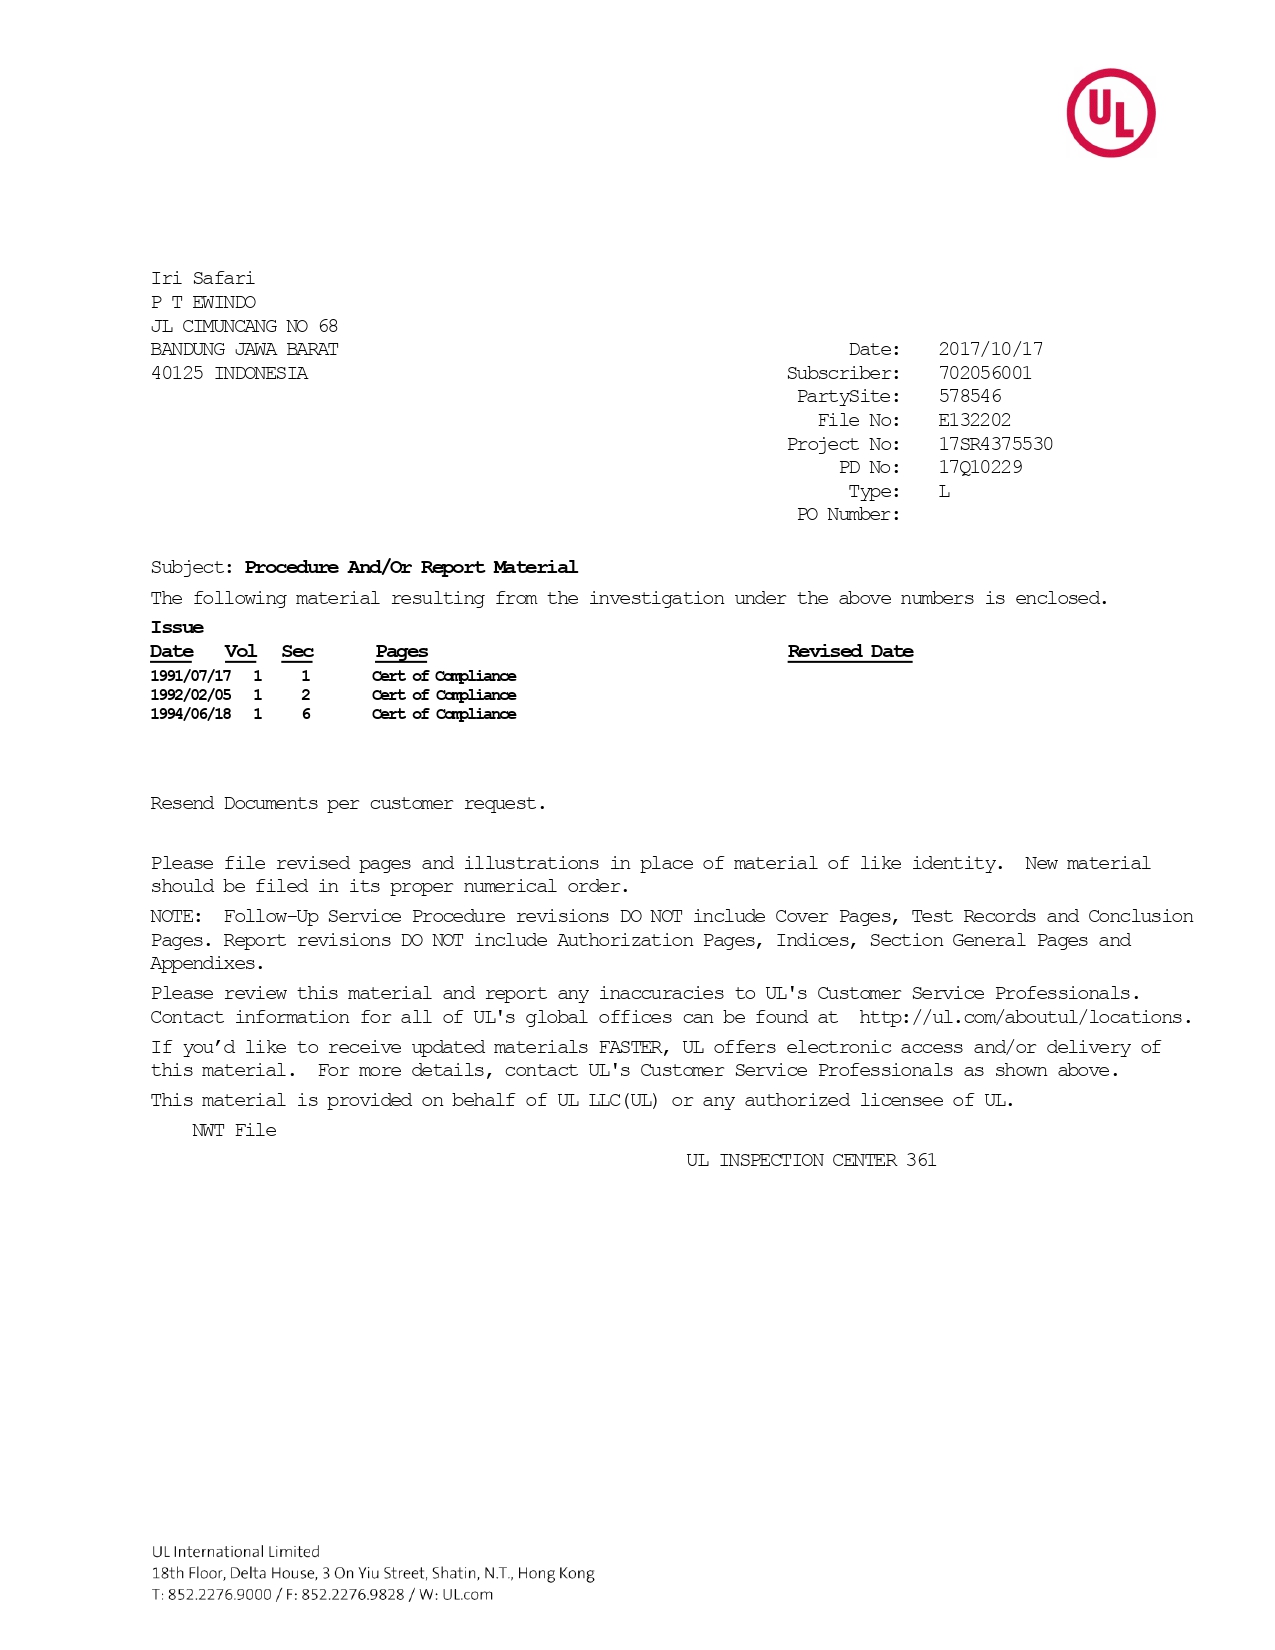 UL
Iri Safari
P T EWINDO
JL CIMUNCANG NO 68
BANDUNG JAWA BARAT
40125 INDONESIA
Date: 2017/10/17
Subscriber: 702056001
PartySite: 578546
File No: E132202
Project No: 17SR4375530
PD No: 17Q10229
Type: L
PO Number:
Subject: Procedure And/Or Report Material
The following material resulting from the investigation under the above numbers is enclosed.
Issue
Date Vol Sec Pages Revised Date
1991/07/17 1 1 Cert of Compliance
1992/02/05 1 2 Cert of Compliance
1994/06/18 1 6 Cert of Compliance
Resend Documents per customer request.
Please file revised pages and illustrations in place of material of like identity. New material
should be filed in its proper numerical order.
NOTE: Follow-Up Service Procedure revisions DO NOT include Cover Pages, Test Records and Conclusion
Pages. Report revisions DO NOT include Authorization Pages, Indices, Section General Pages and
Appendixes.
Please review this material and report any inaccuracies to UL's Customer Service Professionals.
Contact information for all of UL's global offices can be found at http://ul.com/aboutul/locations.
If you’d like to receive updated materials FASTER, UL offers electronic access and/or delivery of
this material. For more details, contact UL's Customer Service Professionals as shown above.
This material is provided on behalf of UL LLC(UL) or any authorized licensee of UL.
NWT File
UL INSPECTION CENTER 361
UL International Limited
18th Floor, Delta House, 3 On Yiu Street, Shatin, N.T., Hong Kong
T: 852.2276.9000 / F: 852.2276.9828 / W: UL.com